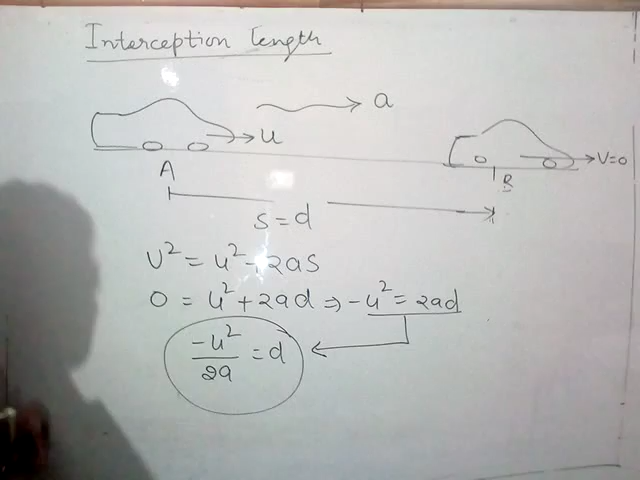 Interception length
a
u
V=0
A
B
S=d
V² = u²+2as
0 = u²+2ad ⇒ -u² = 2ad
-u²/2a = d